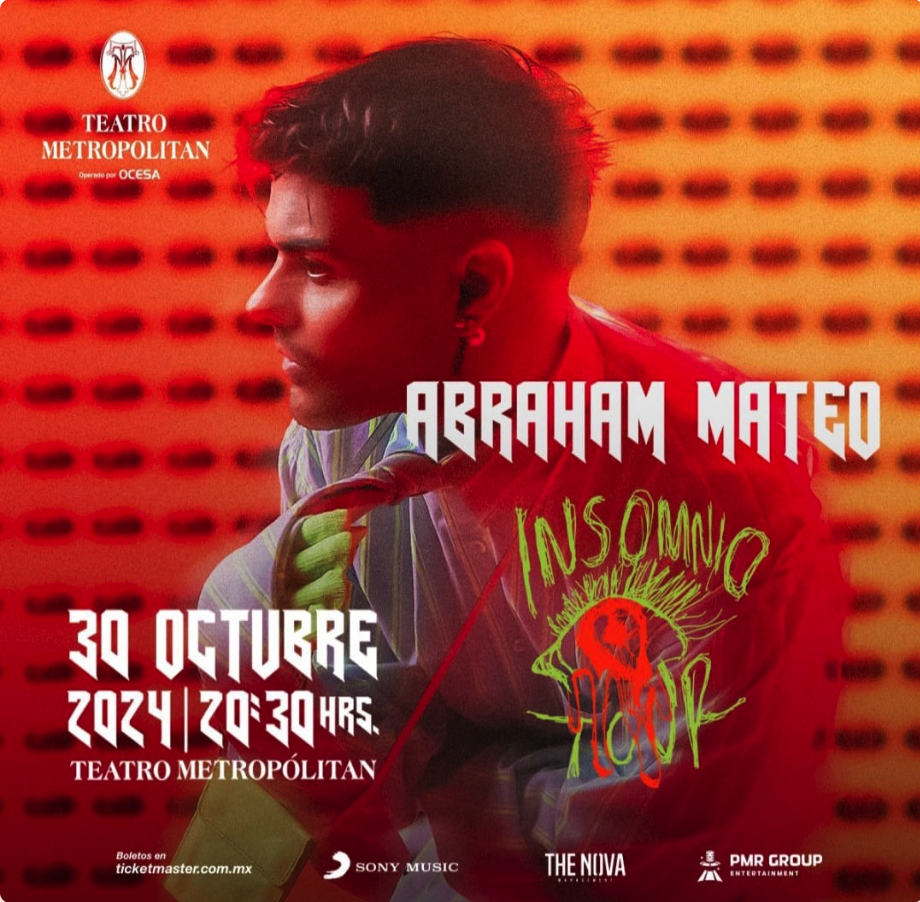 TEATRO
METROPOLITAN
Operado por OCESA
ABRAHAM MATEO
INSOMNIO
TOUR
30 OCTUBRE
2024 | 20:30 HRS.
TEATRO METROPÓLITAN
Boletos en
ticketmaster.com.mx
SONY MUSIC
THE NOVA
MANAGEMENT
PMR GROUP
ENTERTAINMENT